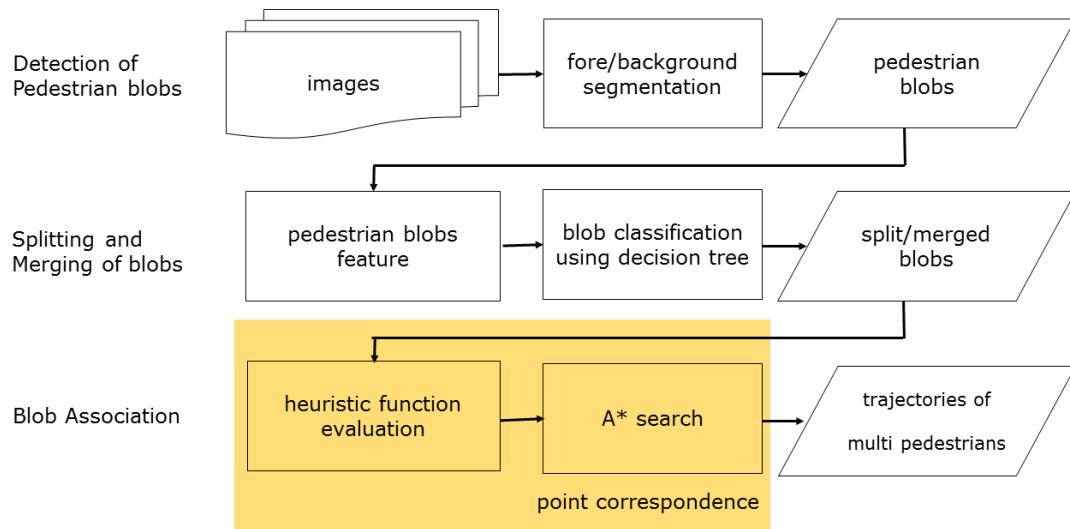 Detection of
Pedestrian blobs
images
fore/background
segmentation
pedestrian
blobs
Splitting and
Merging of blobs
pedestrian blobs
feature
blob classification
using decision tree
split/merged
blobs
Blob Association
heuristic function
evaluation
A* search
trajectories of
multi pedestrians
point correspondence